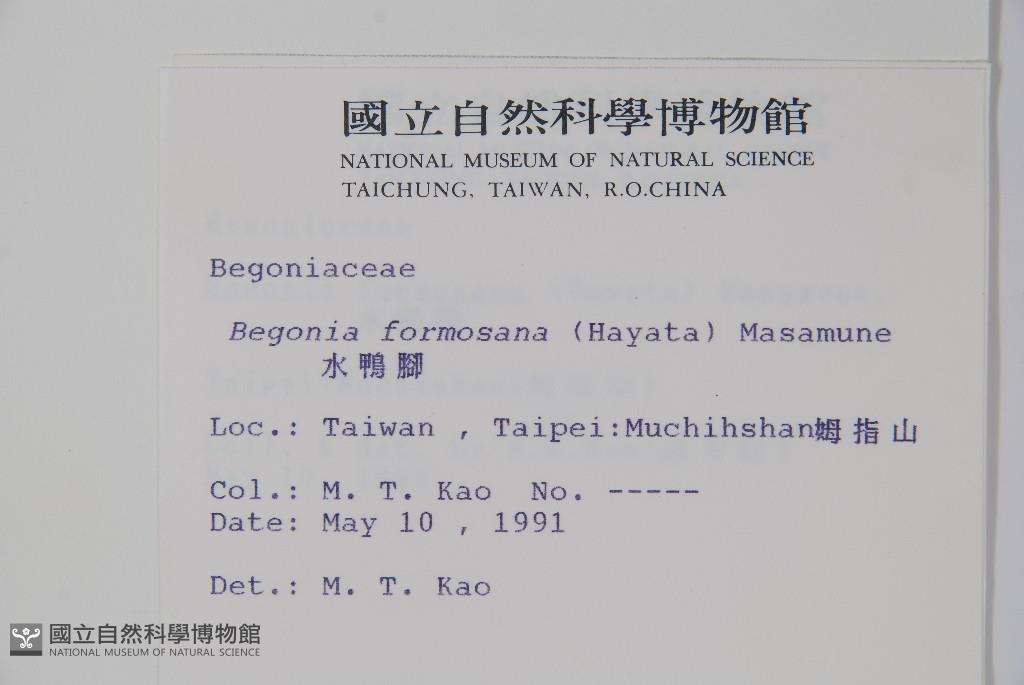 國立自然科學博物館
NATIONAL MUSEUM OF NATURAL SCIENCE
TAICHUNG, TAIWAN, R.O.CHINA
Begoniaceae
Begonia formosana (Hayata) Masamune
水鴨腳
Loc.: Taiwan , Taipei:Muchihshan姆指山
Col.: M. T. Kao No. -----
Date: May 10 , 1991
Det.: M. T. Kao
國立自然科學博物館
NATIONAL MUSEUM OF NATURAL SCIENCE